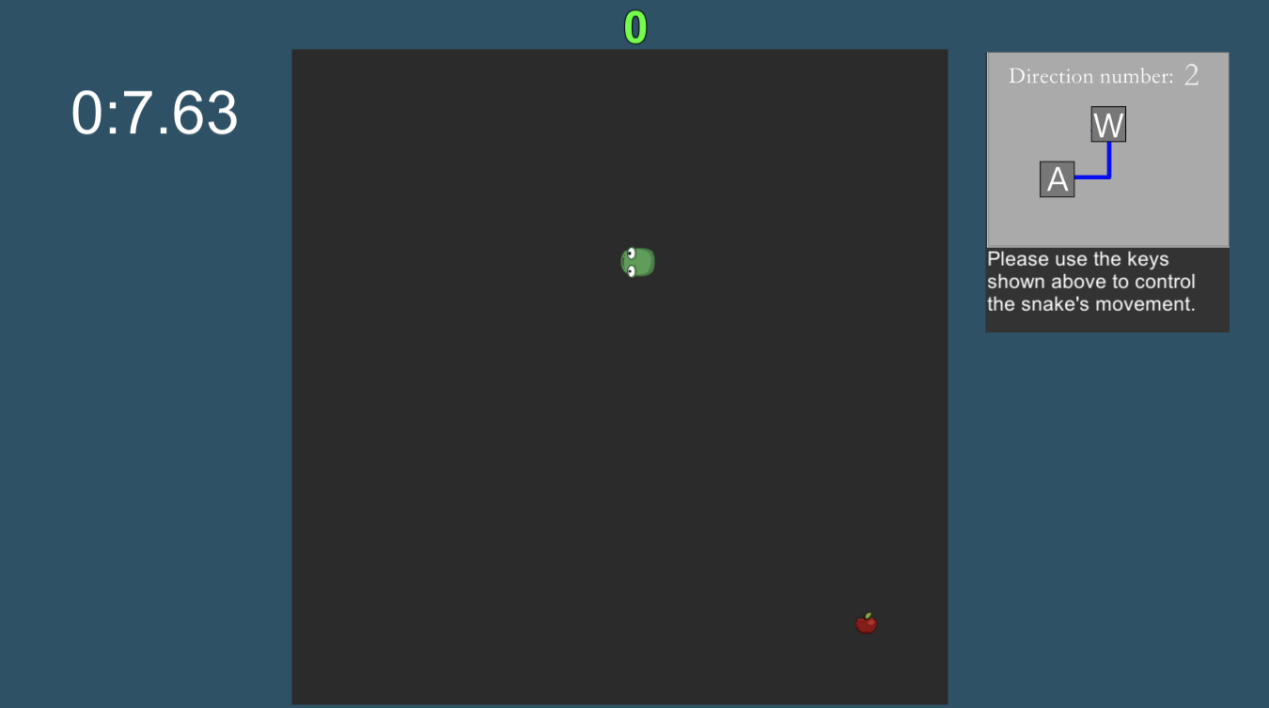 0
0:7.63
Direction number: 2
W
A
Please use the keys
shown above to control
the snake's movement.